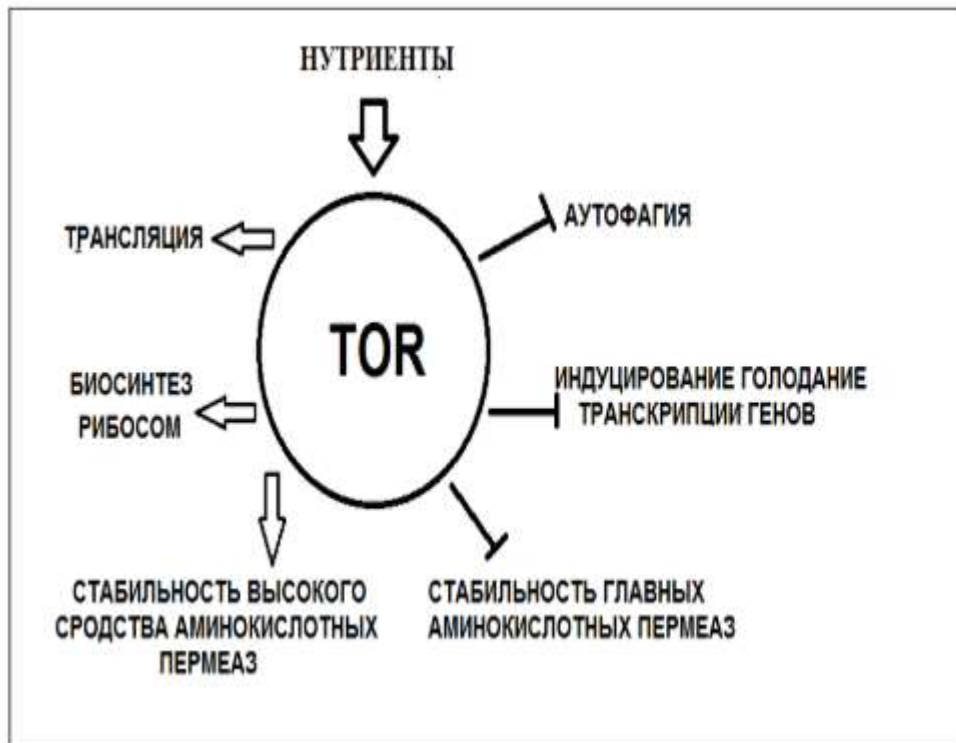 НУТРИЕНТЫ
ТРАНСЛЯЦИЯ
АУТОФАГИЯ
TOR
БИОСИНТЕЗ
РИБОСОМ
ИНДУЦИРОВАНИЕ ГОЛОДАНИЕ
ТРАНСКРИПЦИИ ГЕНОВ
СТАБИЛЬНОСТЬ ВЫСОКОГО
СРОДСТВА АМИНОКИСЛОТНЫХ
ПЕРМЕАЗ
СТАБИЛЬНОСТЬ ГЛАВНЫХ
АМИНОКИСЛОТНЫХ ПЕРМЕАЗ